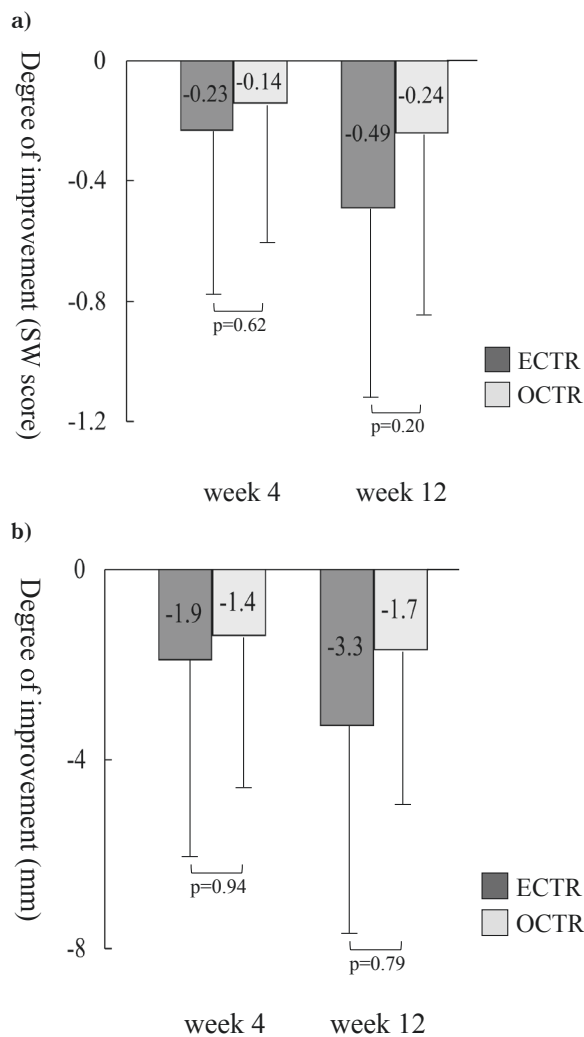 a)
Degree of improvement (SW score)
0
-0.4
-0.8
-1.2
-0.23
-0.14
-0.49
-0.24
p=0.62
p=0.20
ECTR
OCTR
week 4
week 12
b)
Degree of improvement (mm)
0
-4
-8
-1.9
-1.4
-3.3
-1.7
p=0.94
p=0.79
ECTR
OCTR
week 4
week 12